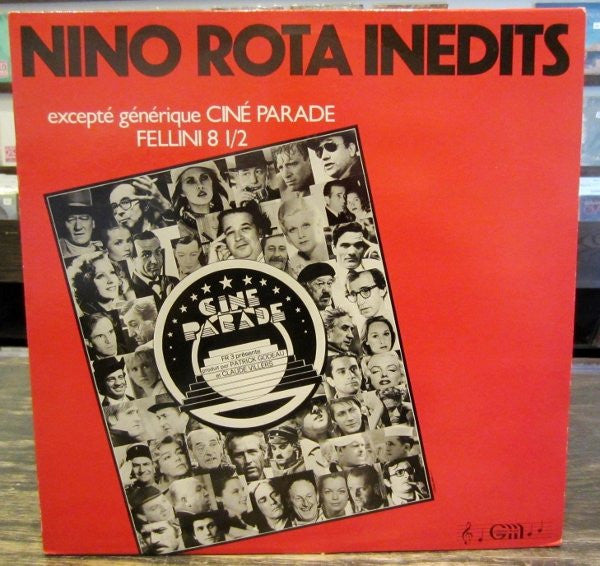 NINO ROTA INEDITS
excepté générique CINÉ PARADE
FELLINI 8 1/2
CINE
PARADE
FR 3 présente
produit par PATRICK GODEAU
et CLAUDE VILLERS
GM